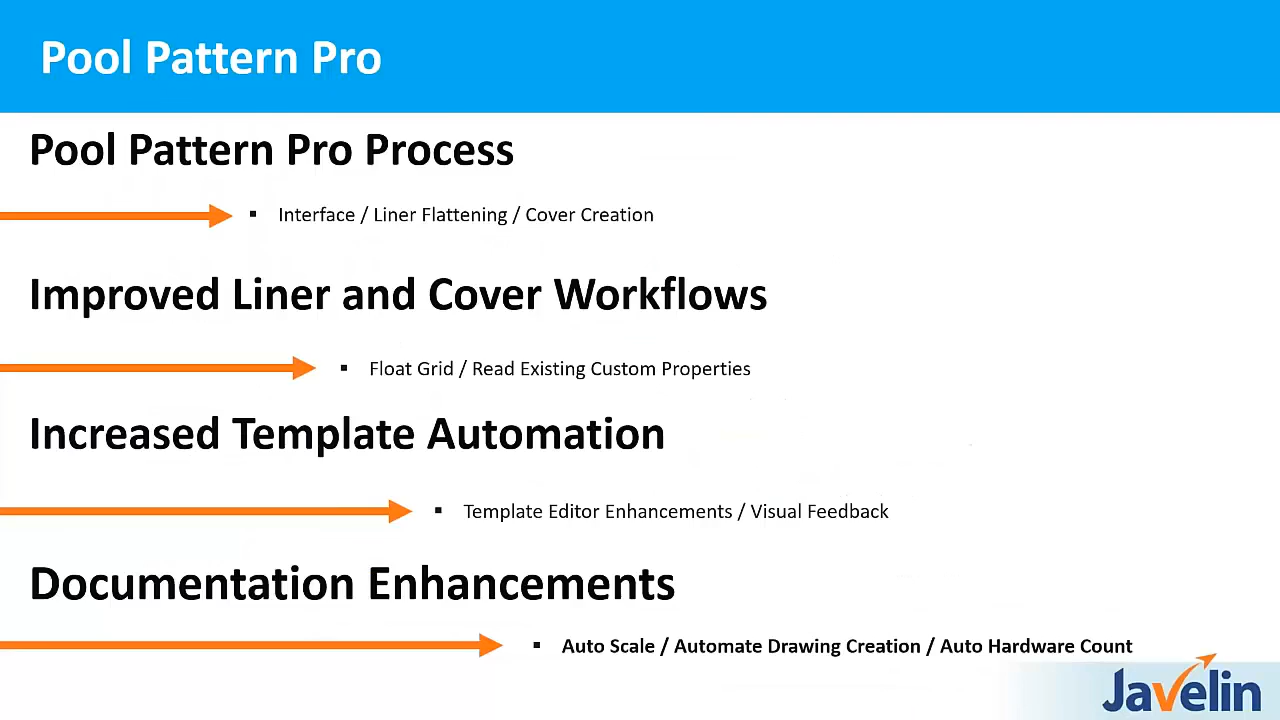 Pool Pattern Pro
Pool Pattern Pro Process
▪ Interface / Liner Flattening / Cover Creation
Improved Liner and Cover Workflows
▪ Float Grid / Read Existing Custom Properties
Increased Template Automation
▪ Template Editor Enhancements / Visual Feedback
Documentation Enhancements
▪ Auto Scale / Automate Drawing Creation / Auto Hardware Count
Javelin